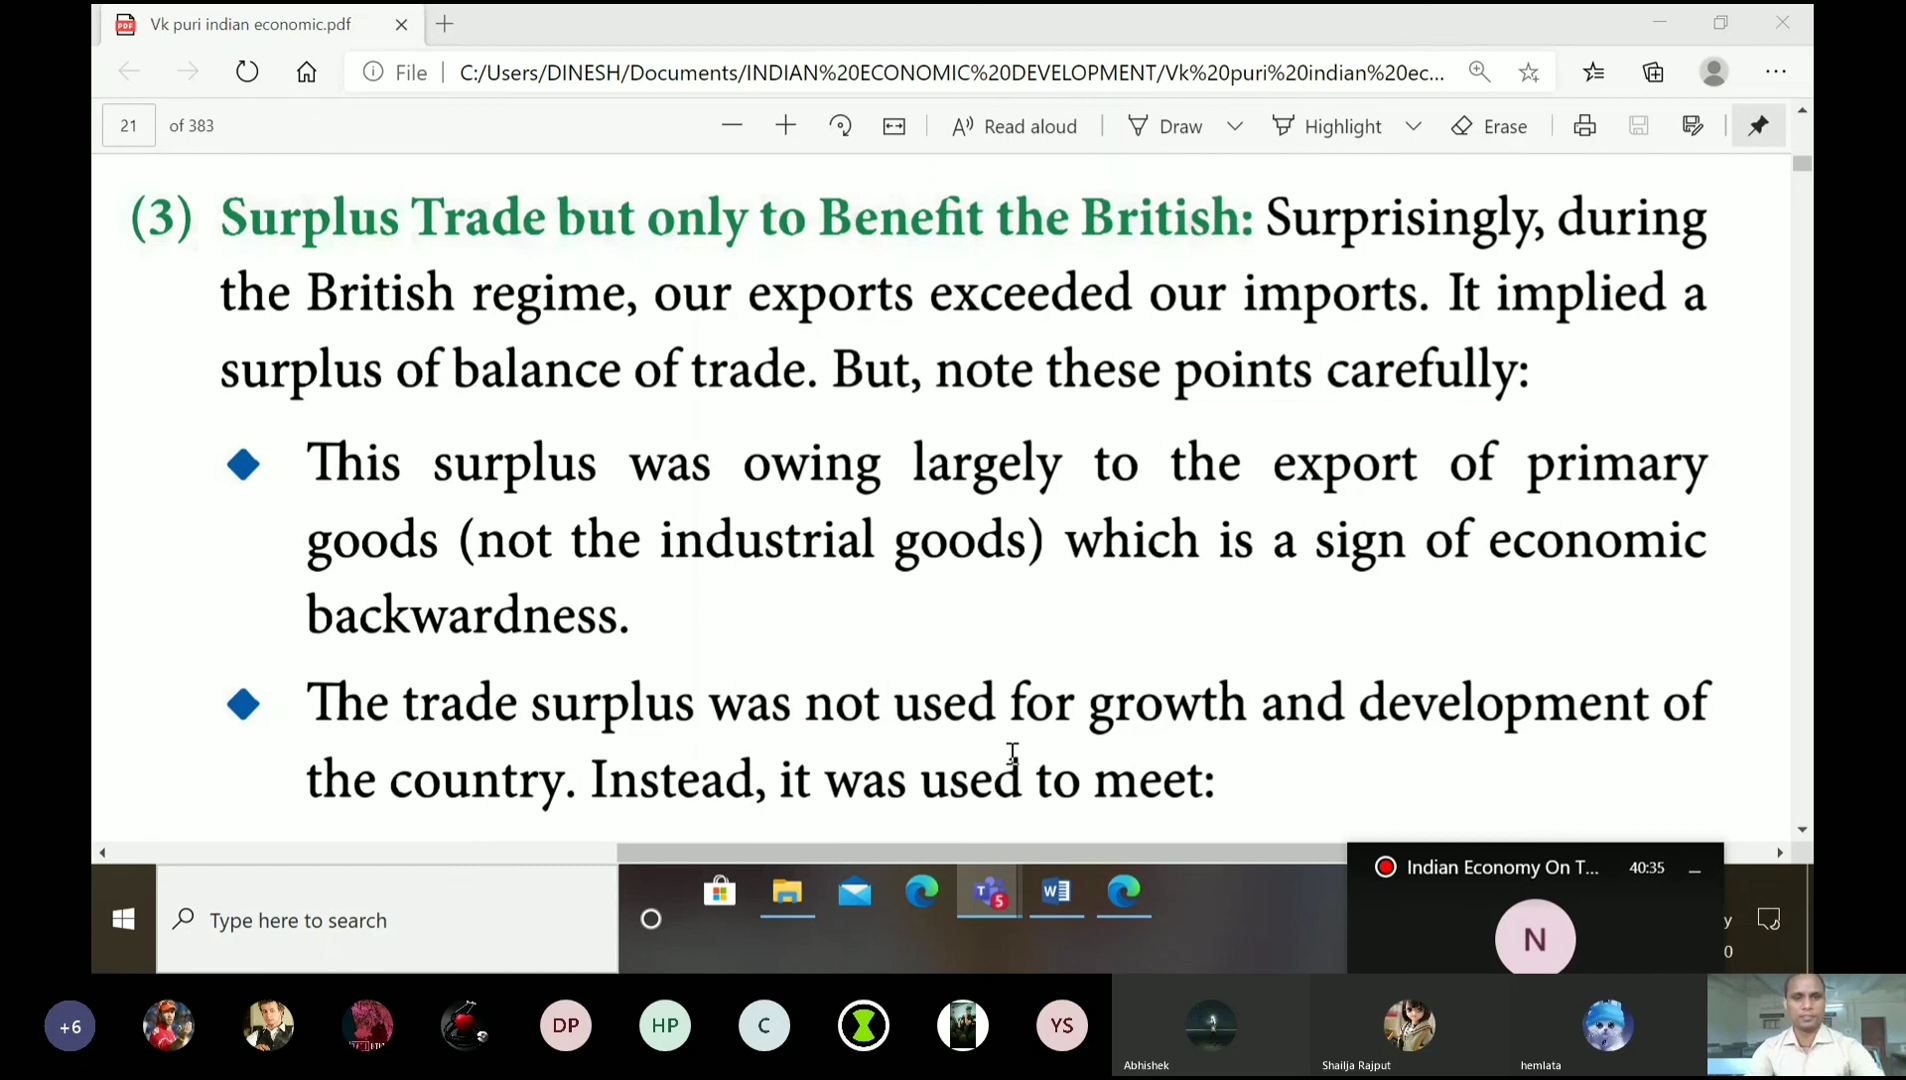 Vk puri indian economic.pdf
File
C:/Users/DINESH/Documents/INDIAN%20ECONOMIC%20DEVELOPMENT/Vk%20puri%20indian%20ec...
21 of 383
Read aloud
Draw
Highlight
Erase
(3) Surplus Trade but only to Benefit the British: Surprisingly, during
the British regime, our exports exceeded our imports. It implied a
surplus of balance of trade. But, note these points carefully:
This surplus was owing largely to the export of primary
goods (not the industrial goods) which is a sign of economic
backwardness.
The trade surplus was not used for growth and development of
the country. Instead, it was used to meet:
Type here to search
5
Indian Economy On T...
40:35
N
y
0
+6
DP
HP
C
YS
Abhishek
Shailja Rajput
hemlata